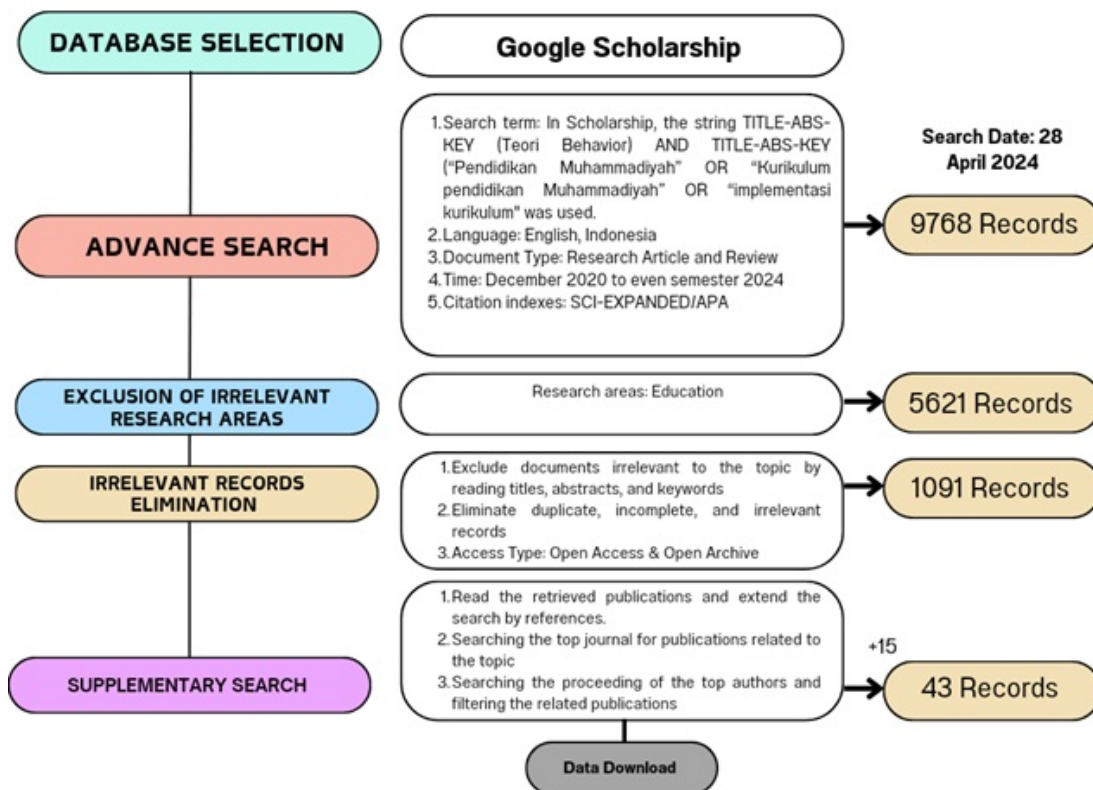 DATABASE SELECTION
Google Scholarship
1.Search term: In Scholarship, the string TITLE-ABS-
KEY (Teori Behavior) AND TITLE-ABS-KEY
("Pendidikan Muhammadiyah" OR "Kurikulum
pendidikan Muhammadiyah" OR "implementasi
kurikulum" was used.
2.Language: English, Indonesia
3.Document Type: Research Article and Review
4.Time: December 2020 to even semester 2024
5.Citation indexes: SCI-EXPANDED/APA
Search Date: 28
April 2024
ADVANCE SEARCH
9768 Records
EXCLUSION OF IRRELEVANT
RESEARCH AREAS
Research areas: Education
5621 Records
IRRELEVANT RECORDS
ELIMINATION
1.Exclude documents irrelevant to the topic by
reading titles, abstracts, and keywords
2.Eliminate duplicate, incomplete, and irrelevant
records
3.Access Type: Open Access & Open Archive
1091 Records
SUPPLEMENTARY SEARCH
1.Read the retrieved publications and extend the
search by references.
2.Searching the top journal for publications related to
the topic
3.Searching the proceeding of the top authors and
filtering the related publications
+15
43 Records
Data Download